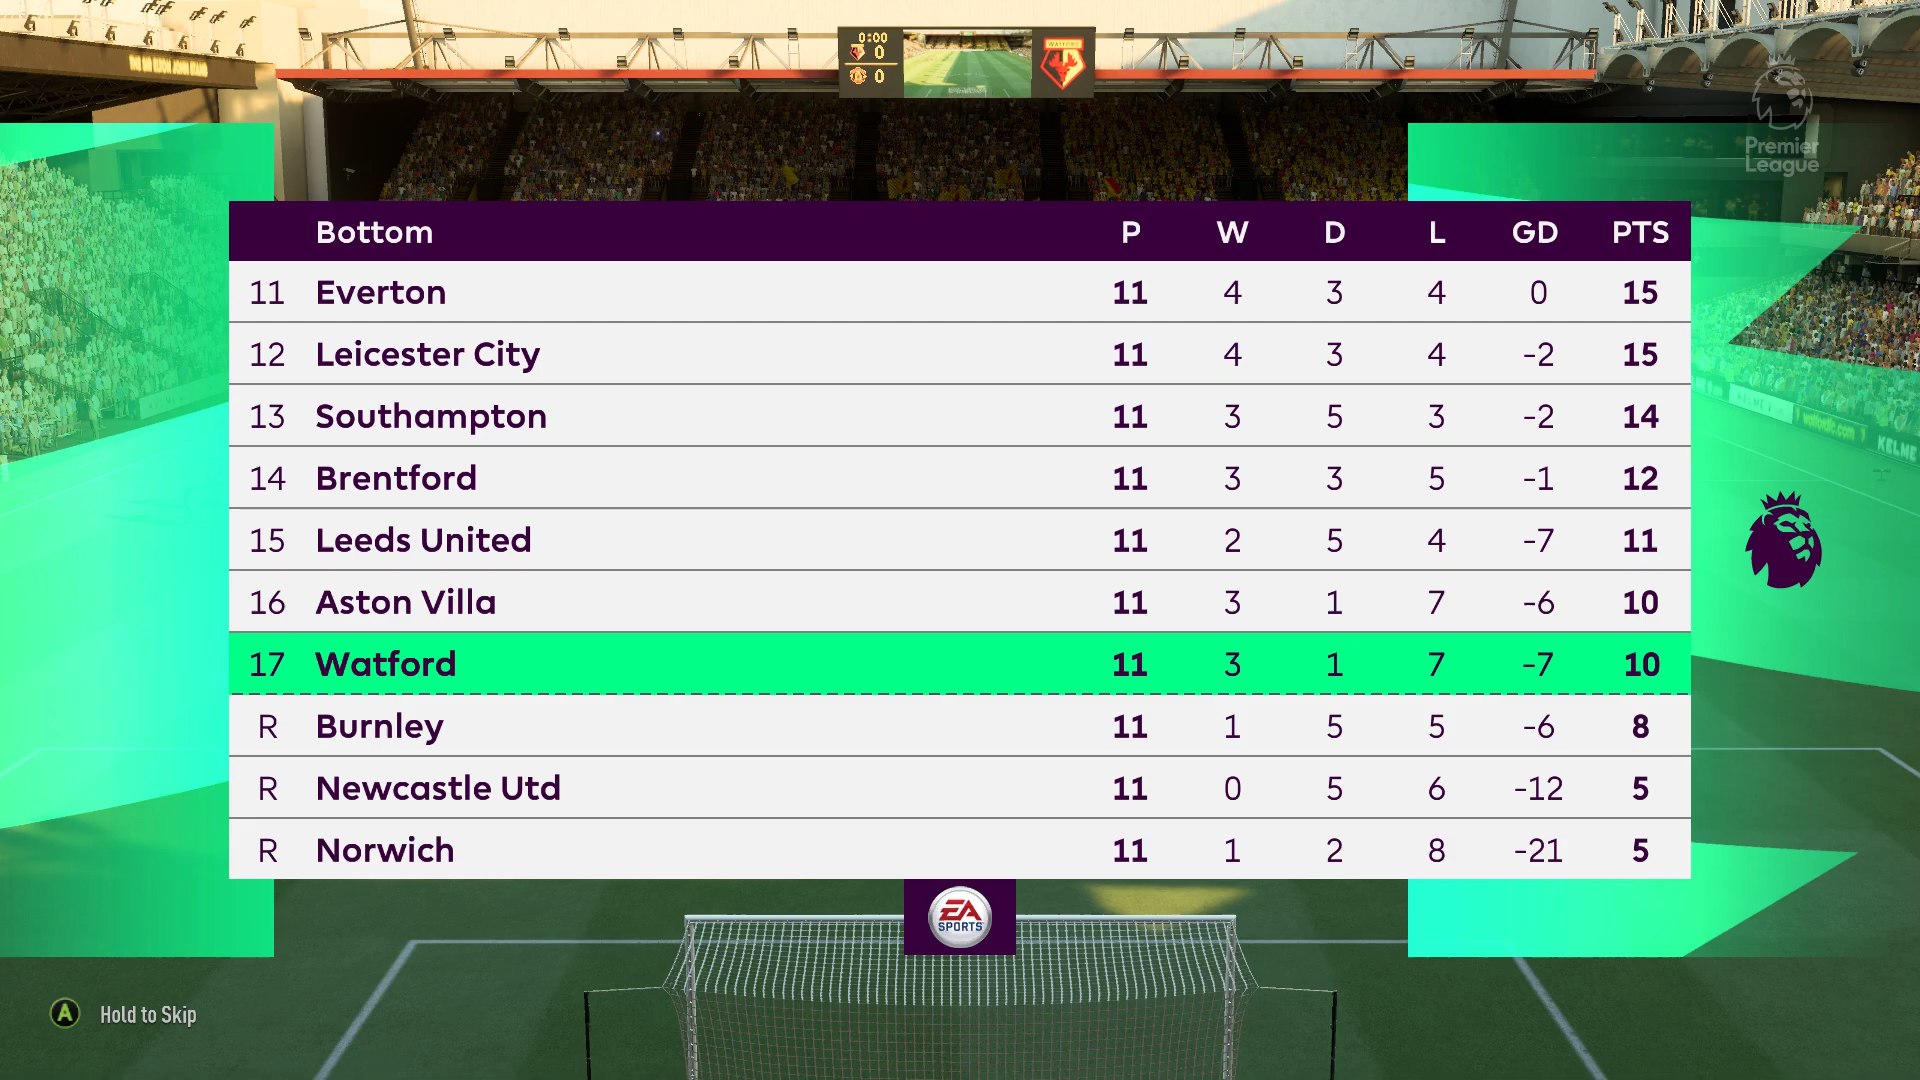 0:00
0
0
WATFORD
Premier
League
Bottom P W D L GD PTS
11 Everton 11 4 3 4 0 15
12 Leicester City 11 4 3 4 -2 15
13 Southampton 11 3 5 3 -2 14
14 Brentford 11 3 3 5 -1 12
15 Leeds United 11 2 5 4 -7 11
16 Aston Villa 11 3 1 7 -6 10
17 Watford 11 3 1 7 -7 10
R Burnley 11 1 5 5 -6 8
R Newcastle Utd 11 0 5 6 -12 5
R Norwich 11 1 2 8 -21 5
KELME
EA
SPORTS
A Hold to Skip